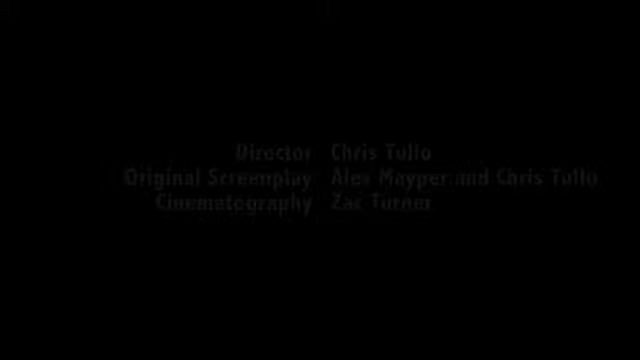 Director Chris Tullo
Original Screenplay Alex Mayper and Chris Tullo
Cinematography Zac Turner